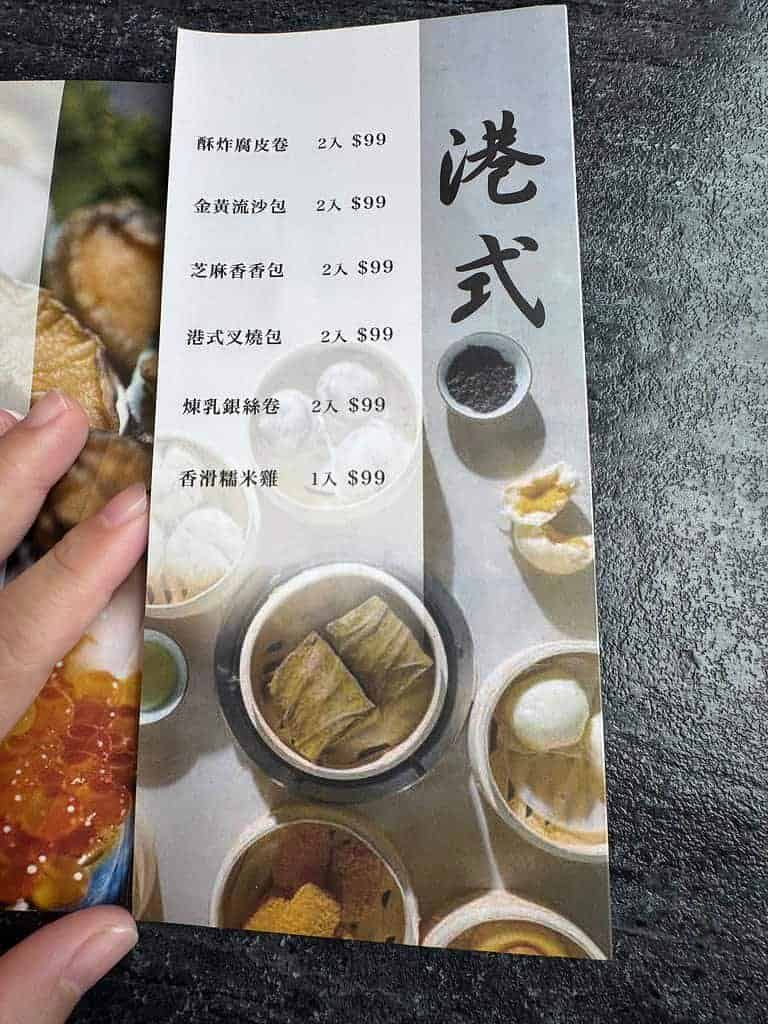 港式
酥炸腐皮卷 2入 $99
金黃流沙包 2入 $99
芝麻香香包 2入 $99
港式叉燒包 2入 $99
煉乳銀絲卷 2入 $99
香滑糯米雞 1入 $99